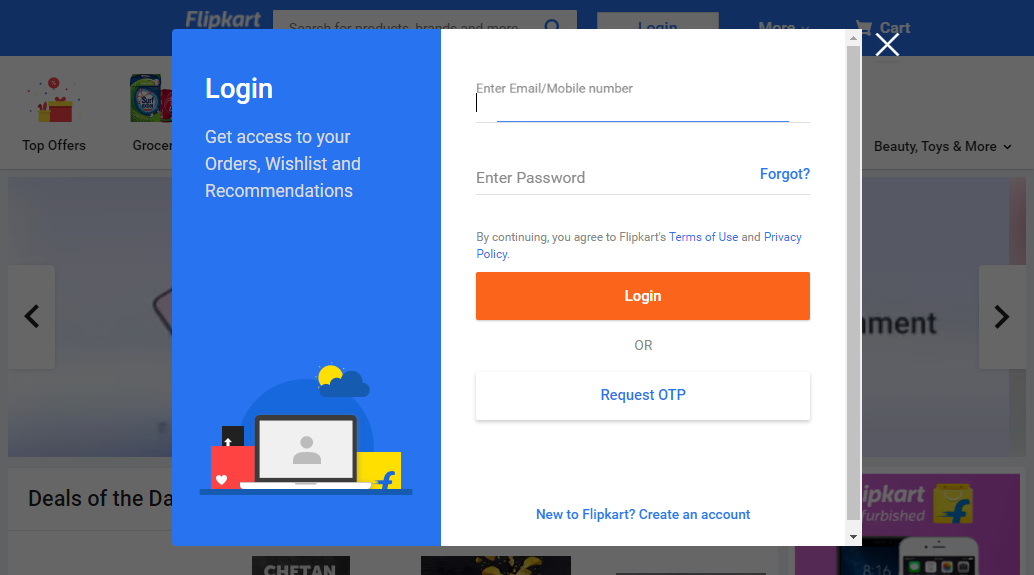 Flipkart
Search for products, brands and more
Login
More
Cart
Top Offers
Grocer
Beauty, Toys & More
Login
Get access to your
Orders, Wishlist and
Recommendations
Enter Email/Mobile number
Enter Password
Forgot?
By continuing, you agree to Flipkart's Terms of Use and Privacy
Policy.
Login
OR
Request OTP
New to Flipkart? Create an account
Deals of the Da
CHETAN
8:16